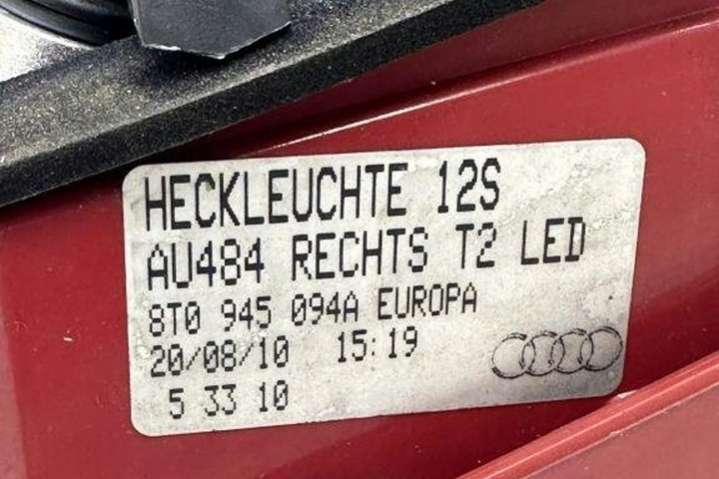 HECKLEUCHTE 12S
AU484 RECHTS T2 LED
8T0 945 094A EUROPA
20/08/10 15:19
5 33 10